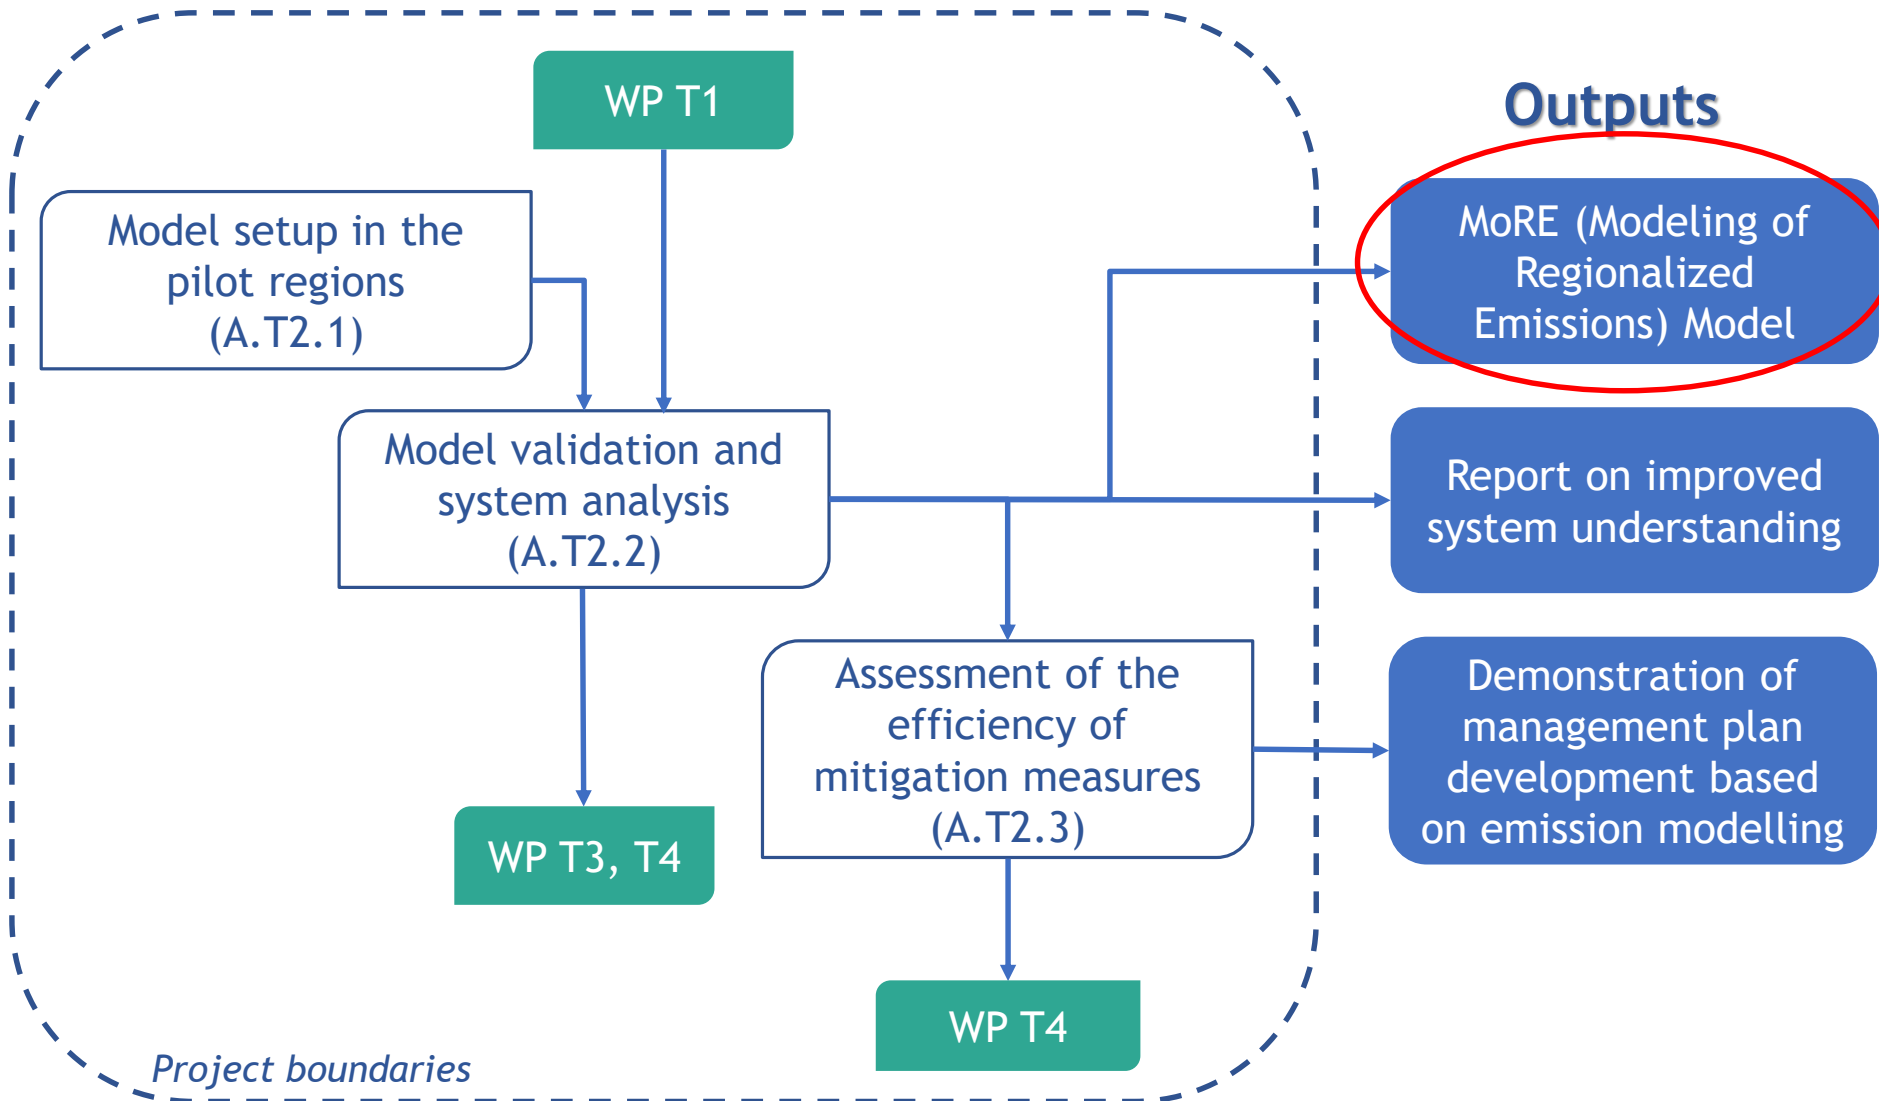 WP T1
Outputs
Model setup in the
pilot regions
(A.T2.1)
MoRE (Modeling of
Regionalized
Emissions) Model
Model validation and
system analysis
(A.T2.2)
Report on improved
system understanding
Assessment of the
efficiency of
mitigation measures
(A.T2.3)
Demonstration of
management plan
development based
on emission modelling
WP T3, T4
WP T4
Project boundaries